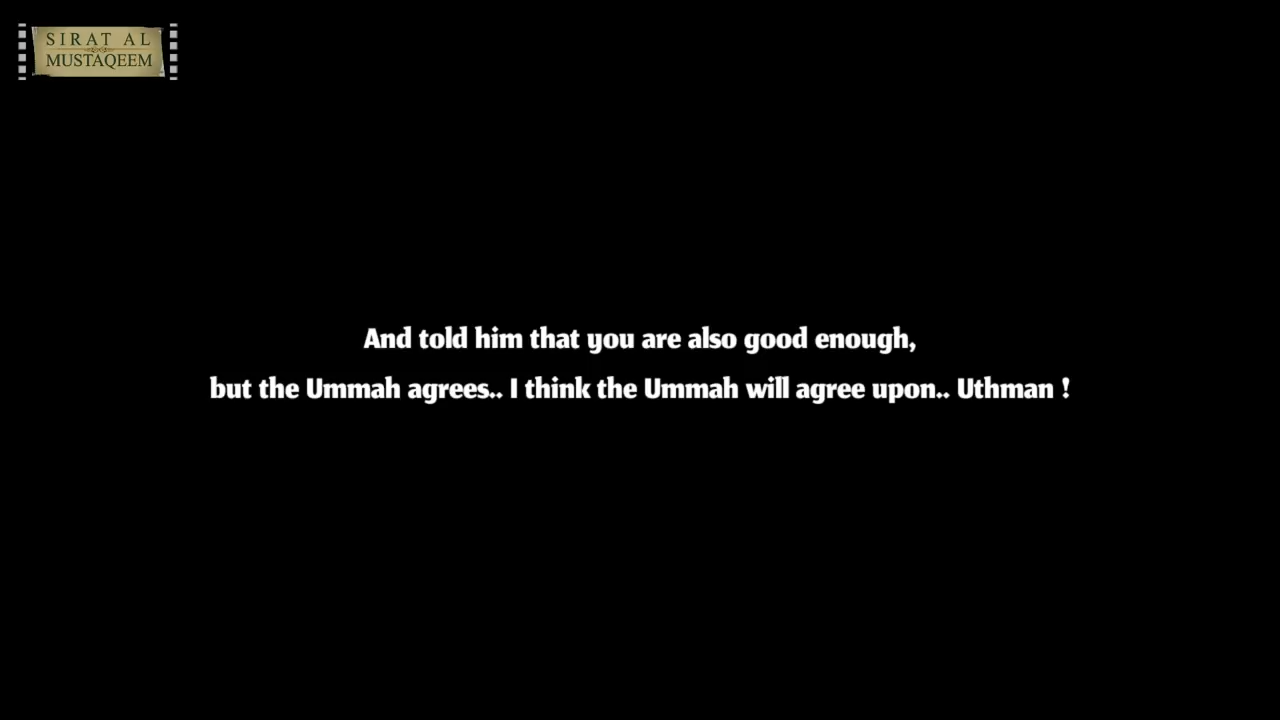 SIRAT AL
MUSTAQEEM
And told him that you are also good enough,
but the Ummah agrees.. I think the Ummah will agree upon.. Uthman !